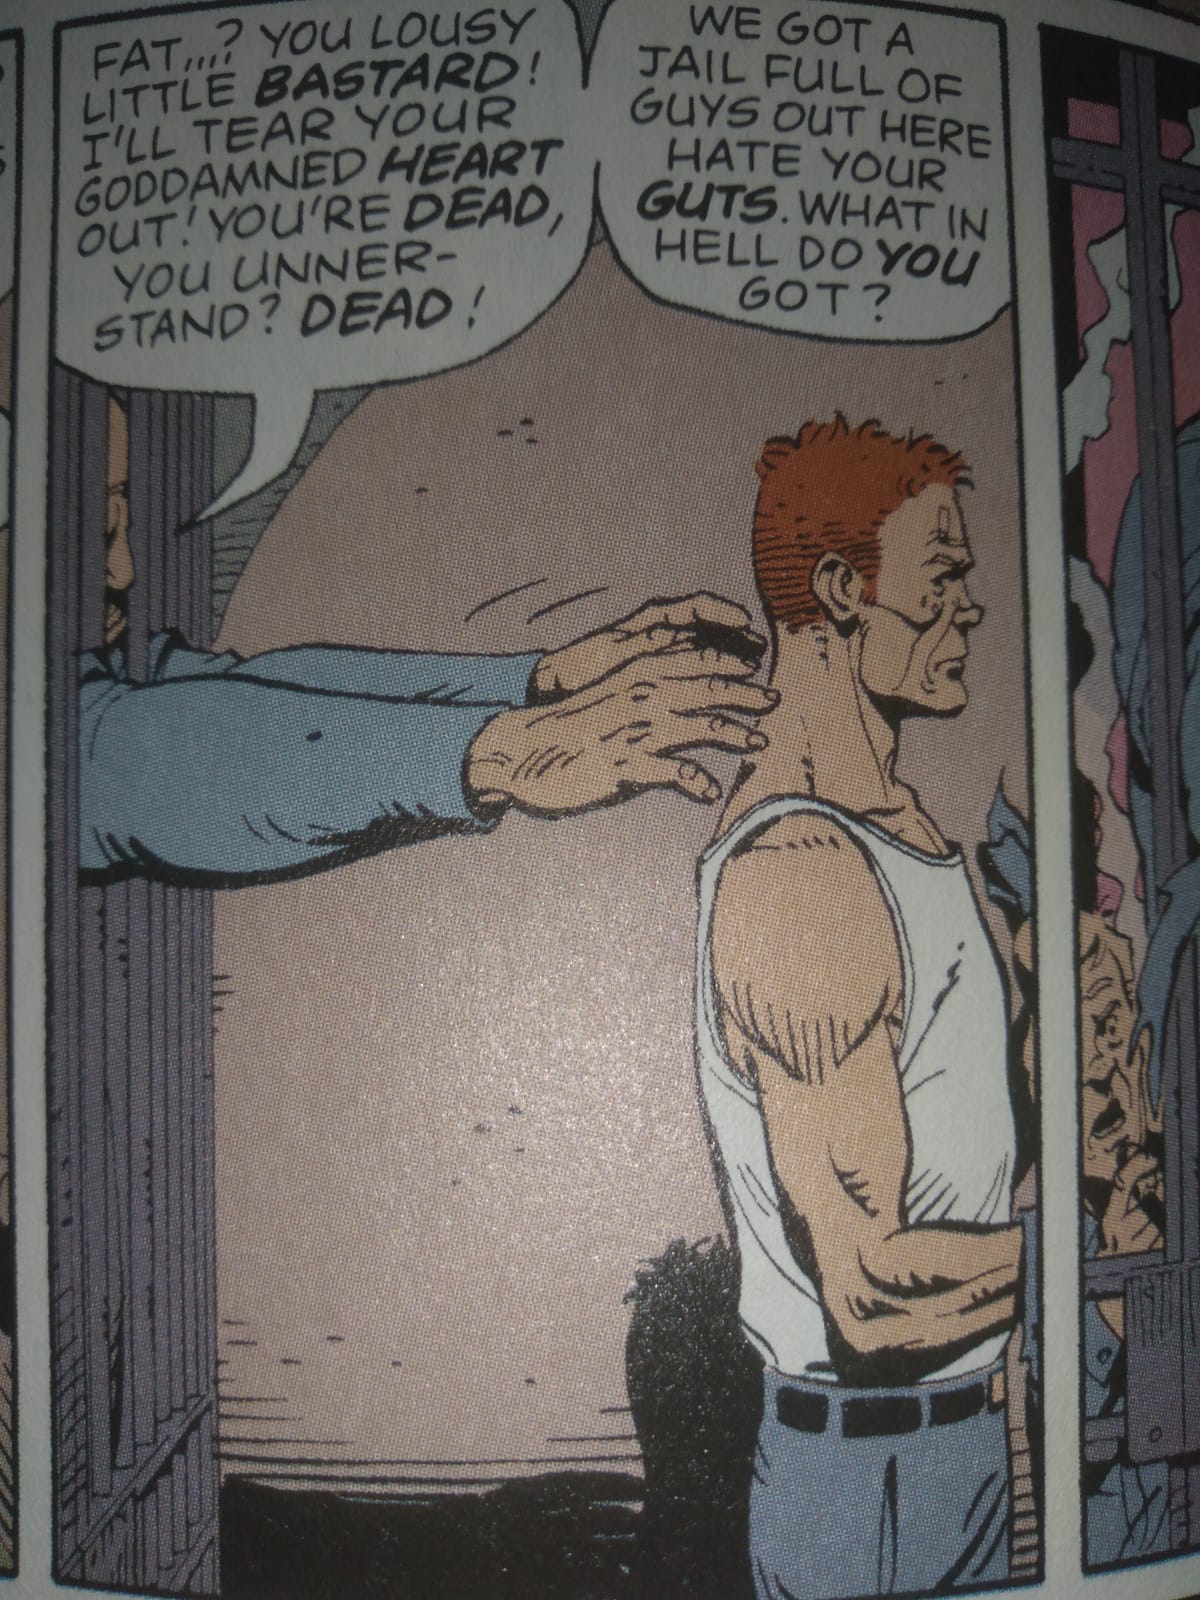 FAT...? YOU LOUSY
LITTLE BASTARD!
I'LL TEAR YOUR
GODDAMNED HEART
OUT! YOU'RE DEAD,
YOU UNNER-
STAND? DEAD!
WE GOT A
JAIL FULL OF
GUYS OUT HERE
HATE YOUR
GUTS. WHAT IN
HELL DO YOU
GOT?